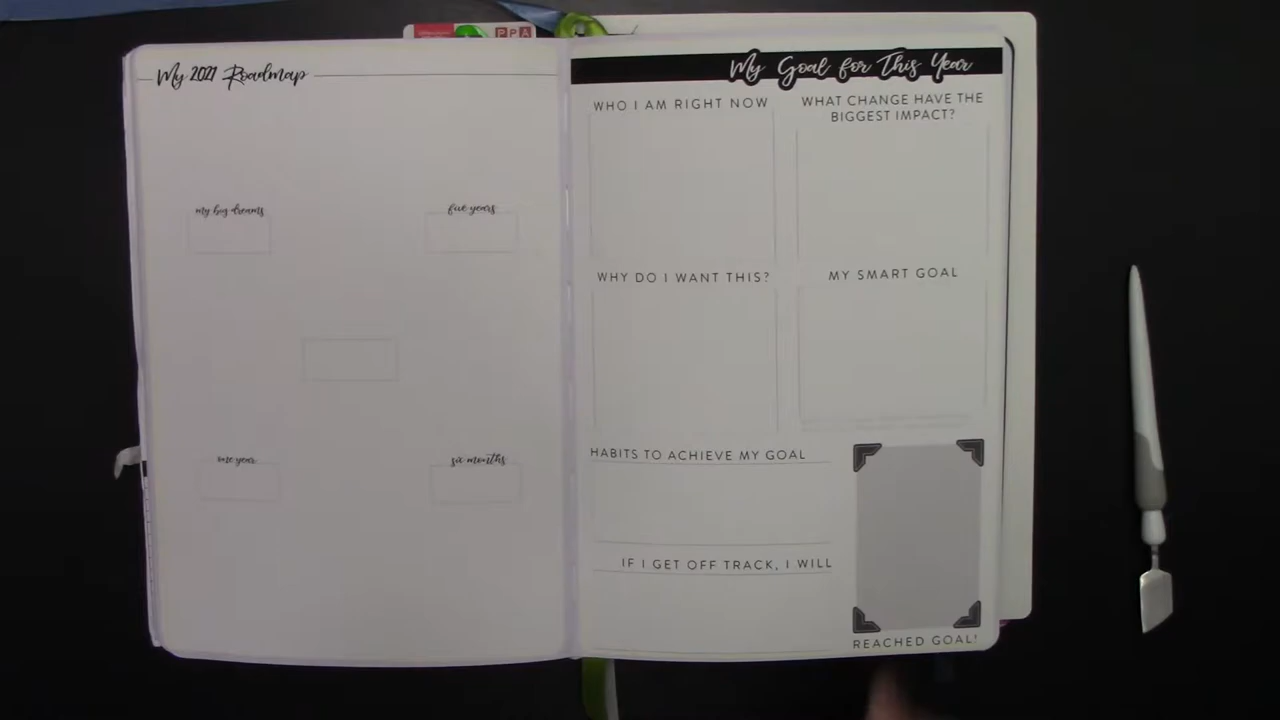 PPA
My 2021 Roadmap
my big dreams
five years
one year
six months
My Goal for This Year
WHO I AM RIGHT NOW
WHAT CHANGE HAVE THE
BIGGEST IMPACT?
WHY DO I WANT THIS?
MY SMART GOAL
HABITS TO ACHIEVE MY GOAL
IF I GET OFF TRACK, I WILL
REACHED GOAL!